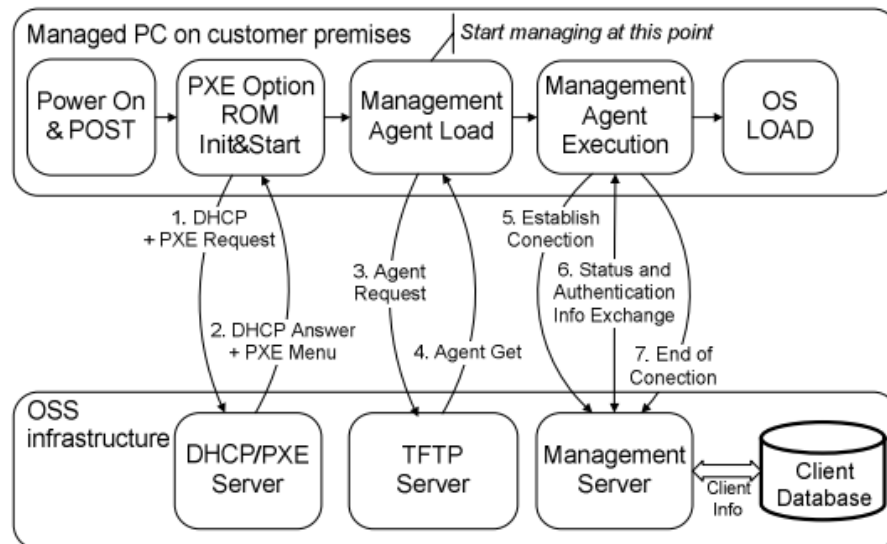 Managed PC on customer premises
Start managing at this point
Power On
& POST
PXE Option
ROM
Init&Start
Management
Agent Load
Management
Agent
Execution
OS
LOAD
1. DHCP
+ PXE Request
2. DHCP Answer
+ PXE Menu
3. Agent
Request
4. Agent Get
5. Establish
Conection
6. Status and
Authentication
Info Exchange
7. End of
Conection
OSS
infrastructure
DHCP/PXE
Server
TFTP
Server
Management
Server
Client
Info
Client
Database